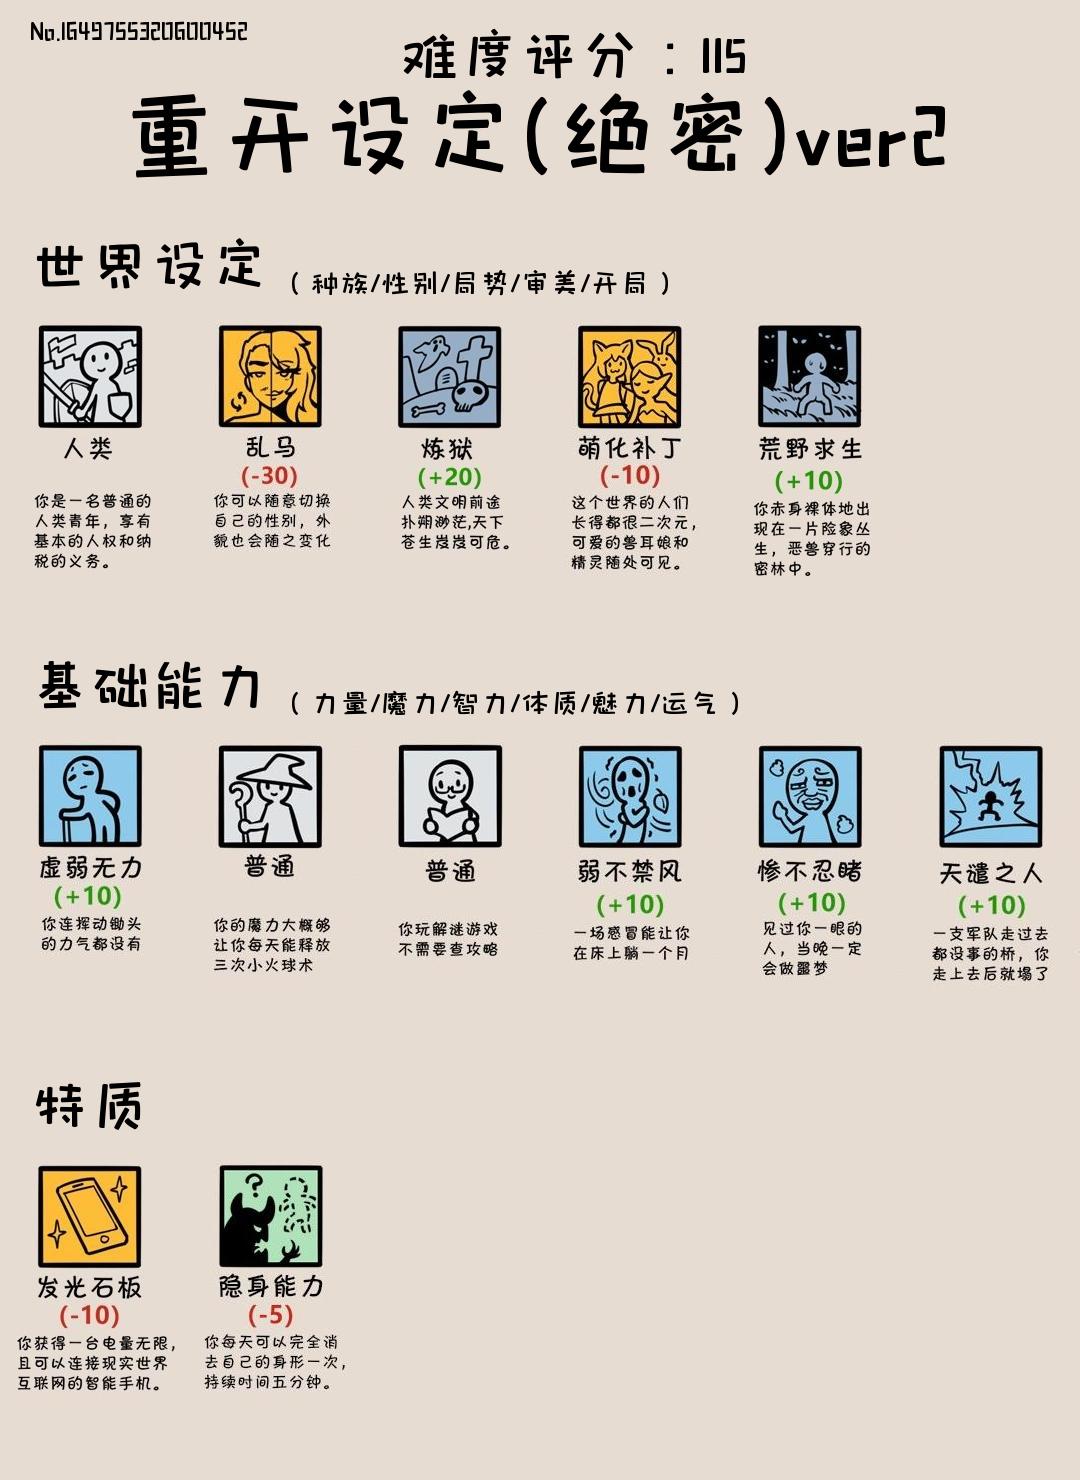 No.1649755320600452
难度评分：115
重开设定(绝密)ver2
世界设定 (种族/性别/局势/审美/开局)
人类
你是一名普通的
人类青年，享有
基本的人权和纳
税的义务。
乱马
(-30)
你可以随意切换
自己的性别，外
貌也会随之变化
炼狱
(+20)
人类文明前途
扑朔渺茫,天下
苍生岌岌可危。
萌化补丁
(-10)
这个世界的人们
长得都很二次元，
可爱的兽耳娘和
精灵随处可见。
荒野求生
(+10)
你赤身裸体地出
现在一片险象丛
生，恶兽穿行的
密林中。
基础能力 (力量/魔力/智力/体质/魅力/运气)
虚弱无力
(+10)
你连挥动锄头
的力气都没有
普通
你的魔力大概够
让你每天能释放
三次小火球术
普通
你玩解谜游戏
不需要查攻略
弱不禁风
(+10)
一场感冒能让你
在床上躺一个月
惨不忍睹
(+10)
见过你一眼的
人，当晚一定
会做噩梦
天谴之人
(+10)
一支军队走过去
都没事的桥，你
走上去后就塌了
特质
发光石板
(-10)
你获得一台电量无限，
且可以连接现实世界
互联网的智能手机。
隐身能力
(-5)
你每天可以完全消
去自己的身形一次，
持续时间五分钟。